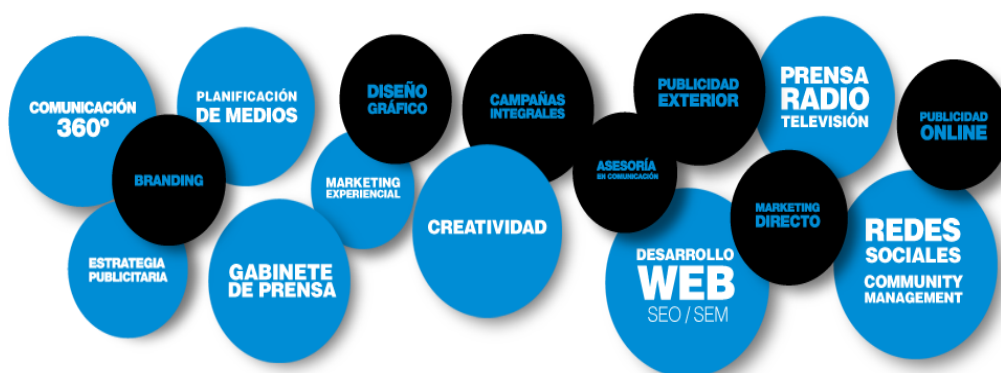 COMUNICACIÓN
360º
PLANIFICACIÓN
DE MEDIOS
BRANDING
ESTRATEGIA
PUBLICITARIA
GABINETE
DE PRENSA
DISEÑO
GRÁFICO
MARKETING
EXPERIENCIAL
CAMPAÑAS
INTEGRALES
CREATIVIDAD
ASESORÍA
EN COMUNICACIÓN
PUBLICIDAD
EXTERIOR
DESARROLLO
WEB
SEO / SEM
PRENSA
RADIO
TELEVISIÓN
MARKETING
DIRECTO
PUBLICIDAD
ONLINE
REDES
SOCIALES
COMMUNITY
MANAGEMENT